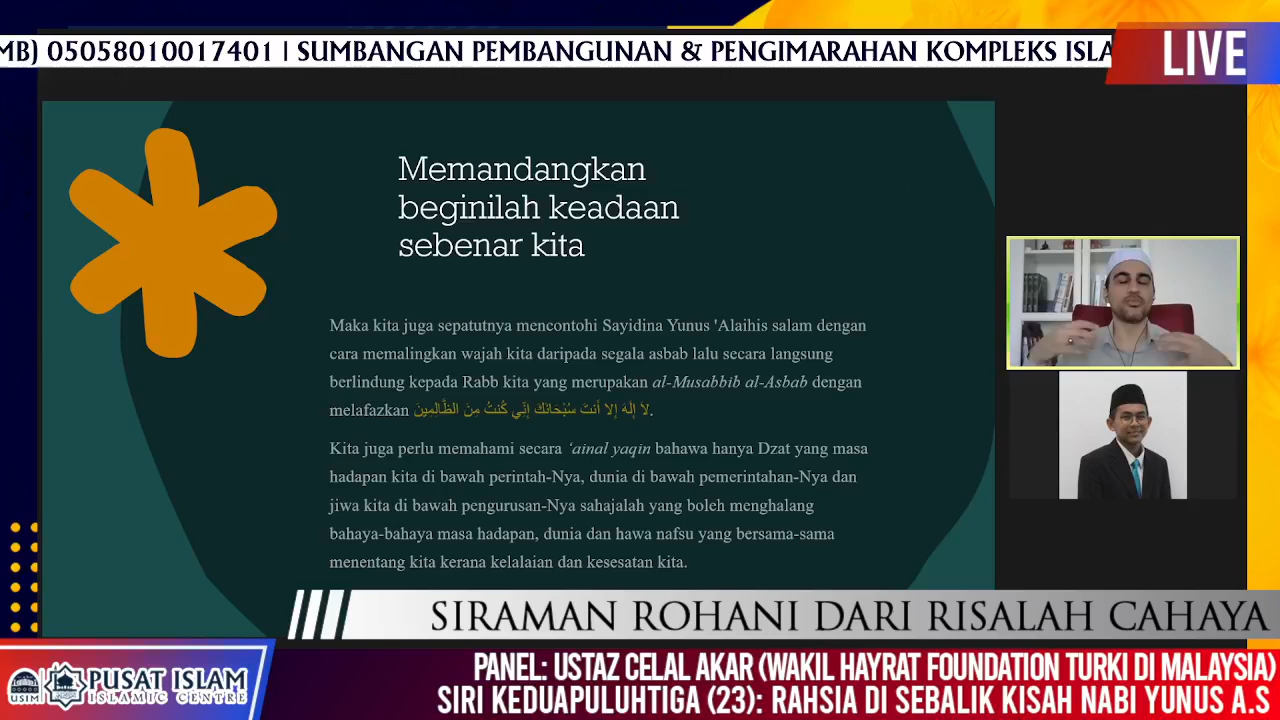 MB) 05058010017401 | SUMBANGAN PEMBANGUNAN & PENGIMARAHAN KOMPLEKS ISLA
LIVE
Memandangkan
beginilah keadaan
sebenar kita
Maka kita juga sepatutnya mencontohi Sayidina Yunus 'Alaihis salam dengan
cara memalingkan wajah kita daripada segala asbab lalu secara langsung
berlindung kepada Rabb kita yang merupakan al-Musabbib al-Asbab dengan
melafazkan لَا إِلَهَ إِلا أَنتَ سُبْحَانَكَ إِنِّي كُنتُ مِنَ الظَّالِمِينَ.
Kita juga perlu memahami secara ‘ainal yaqin bahawa hanya Dzat yang masa
hadapan kita di bawah perintah-Nya, dunia di bawah pemerintahan-Nya dan
jiwa kita di bawah pengurusan-Nya sahajalah yang boleh menghalang
bahaya-bahaya masa hadapan, dunia dan hawa nafsu yang bersama-sama
menentang kita kerana kelalaian dan kesesatan kita.
SIRAMAN ROHANI DARI RISALAH CAHAYA
USIM
PUSAT ISLAM
ISLAMIC CENTRE
PANEL: USTAZ CELAL AKAR (WAKIL HAYRAT FOUNDATION TURKI DI MALAYSIA)
SIRI KEDUAPULUHTIGA (23): RAHSIA DI SEBALIK KISAH NABI YUNUS A.S